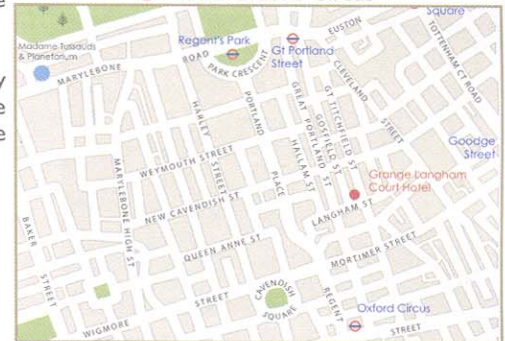 Square
EUSTON
TOTTENHAM CT ROAD
Regent's Park
Gt Portland
Street
Madame Tussauds
& Planetarium
MARYLEBONE
ROAD
PARK CRESCENT
CLEVELAND
STREET
HARLEY
STREET
PORTLAND
PLACE
GREAT PORTLAND ST
HALLAM ST
GOSFIELD ST
GT TITCHFIELD ST
Goodge
Street
WEYMOUTH STREET
Grange Langham
Court Hotel
MARYLEBONE HIGH ST
NEW CAVENDISH ST
LANGHAM ST
BAKER
STREET
QUEEN ANNE ST
MORTIMER STREET
CAVENDISH
SQUARE
REGENT
Oxford Circus
WIGMORE
STREET
STREET